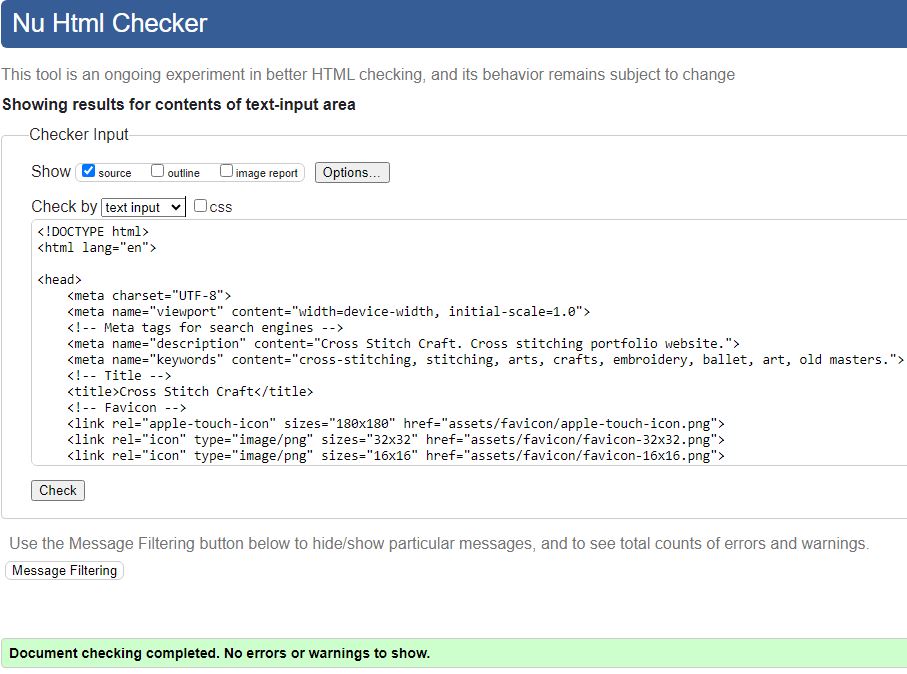 Nu Html Checker
This tool is an ongoing experiment in better HTML checking, and its behavior remains subject to change
Showing results for contents of text-input area
Checker Input
Show source outline image report Options...
Check by text input css
<!DOCTYPE html>
<html lang="en">
<head>
<meta charset="UTF-8">
<meta name="viewport" content="width=device-width, initial-scale=1.0">
<!-- Meta tags for search engines -->
<meta name="description" content="Cross Stitch Craft. Cross stitching portfolio website.">
<meta name="keywords" content="cross-stitching, stitching, arts, crafts, embroidery, ballet, art, old masters.">
<!-- Title -->
<title>Cross Stitch Craft</title>
<!-- Favicon -->
<link rel="apple-touch-icon" sizes="180x180" href="assets/favicon/apple-touch-icon.png">
<link rel="icon" type="image/png" sizes="32x32" href="assets/favicon/favicon-32x32.png">
<link rel="icon" type="image/png" sizes="16x16" href="assets/favicon/favicon-16x16.png">
Check
Use the Message Filtering button below to hide/show particular messages, and to see total counts of errors and warnings.
Message Filtering
Document checking completed. No errors or warnings to show.